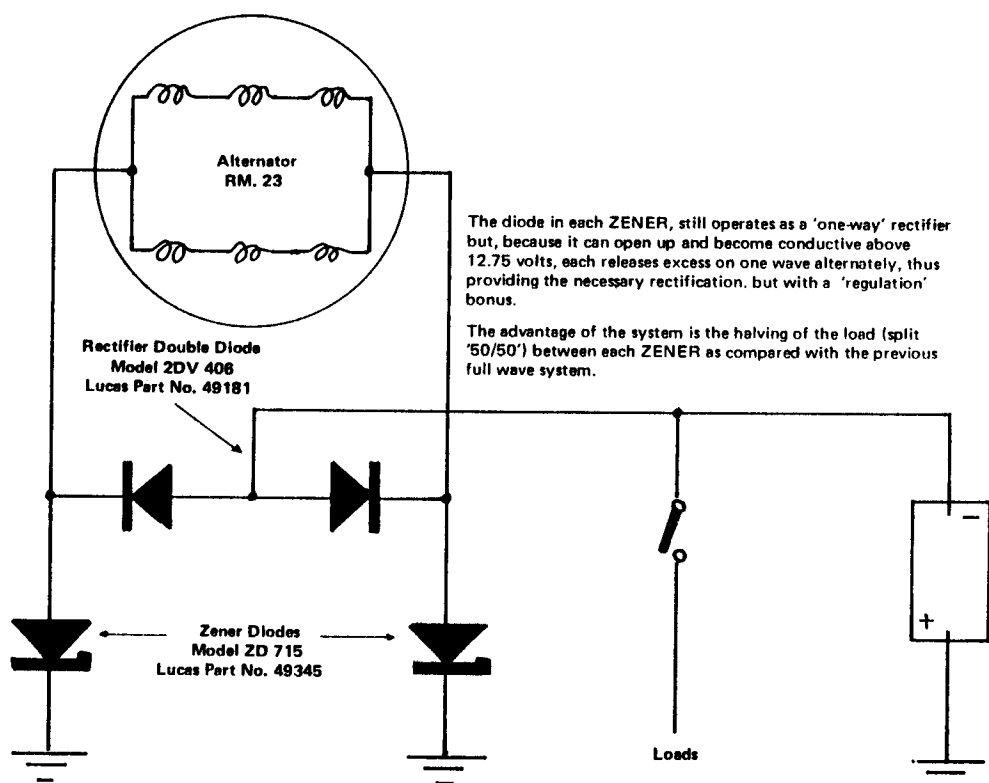 Alternator
RM. 23
The diode in each ZENER, still operates as a 'one-way' rectifier
but, because it can open up and become conductive above
12.75 volts, each releases excess on one wave alternately, thus
providing the necessary rectification. but with a 'regulation'
bonus.
The advantage of the system is the halving of the load (split
'50/50') between each ZENER as compared with the previous
full wave system.
Rectifier Double Diode
Model 2DV 406
Lucas Part No. 49181
Zener Diodes
Model ZD 715
Lucas Part No. 49345
Loads
−
+